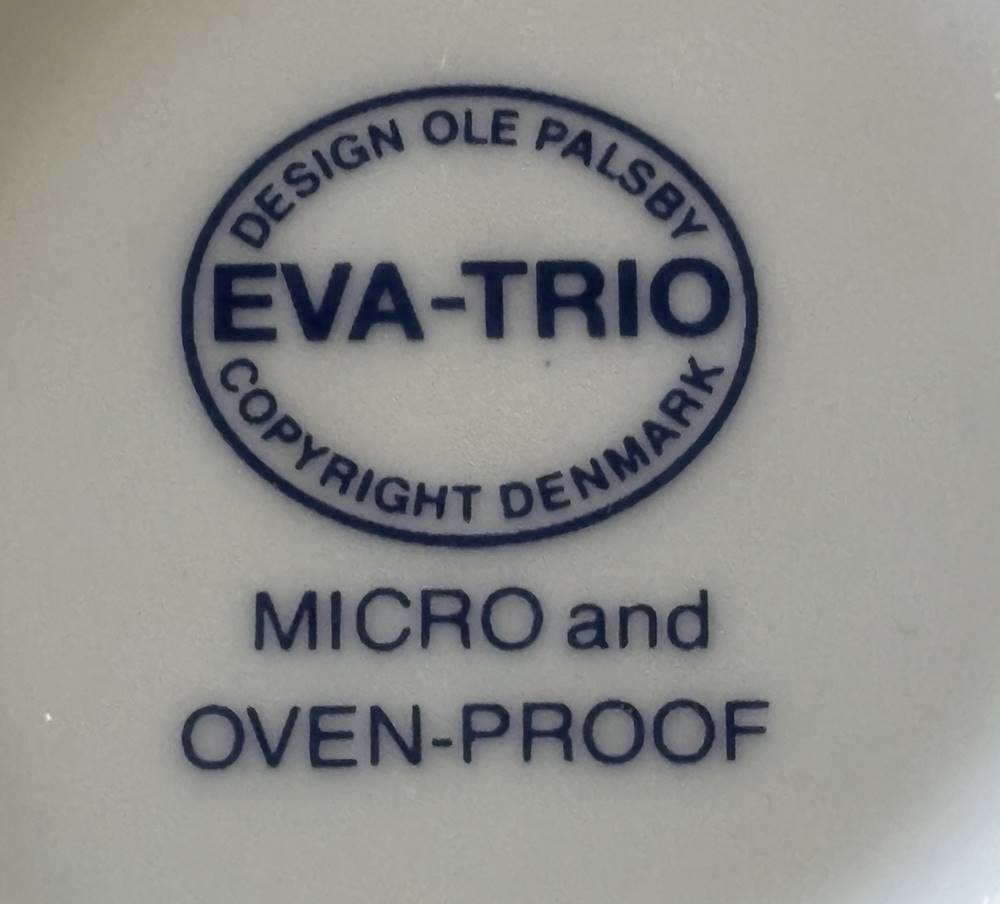 DESIGN OLE PALSBY
EVA-TRIO
COPYRIGHT DENMARK
MICRO and
OVEN-PROOF